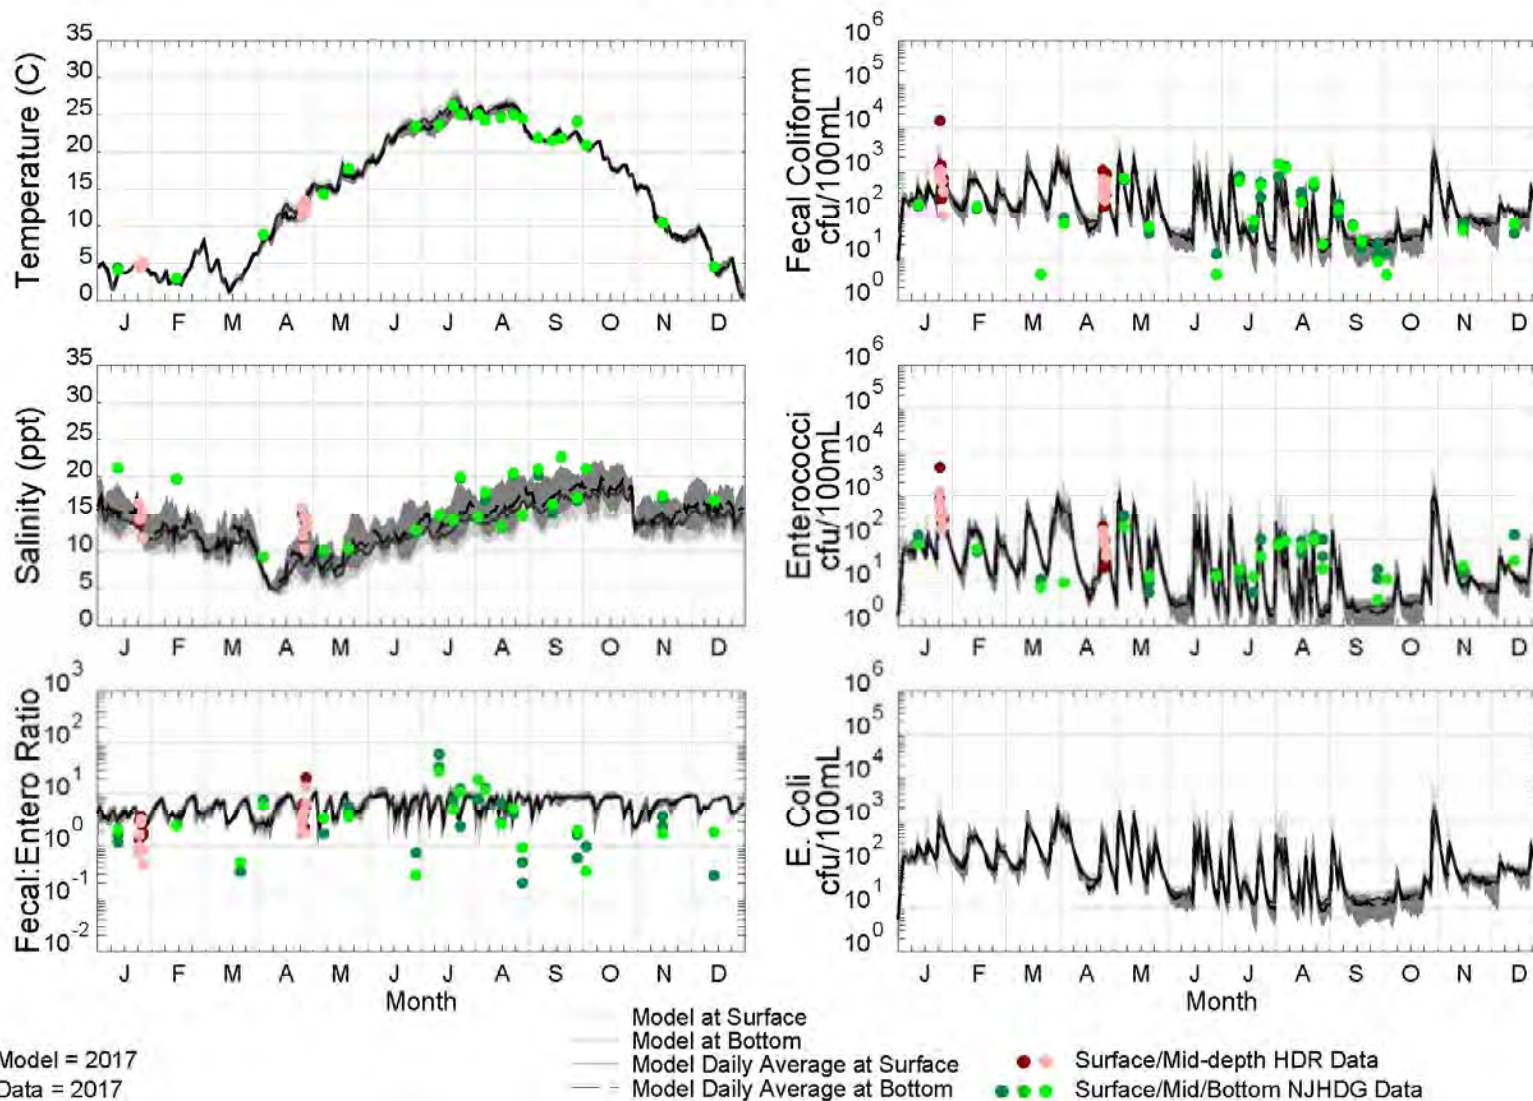 35
30
25
20
15
10
5
0
Temperature (C)
J F M A M J J A S O N D
10^6
10^5
10^4
10^3
10^2
10^1
10^0
Fecal Coliform
cfu/100mL
J F M A M J J A S O N D
35
30
25
20
15
10
5
0
Salinity (ppt)
J F M A M J J A S O N D
10^6
10^5
10^4
10^3
10^2
10^1
10^0
Enterococci
cfu/100mL
J F M A M J J A S O N D
10^3
10^2
10^1
10^0
10^-1
10^-2
Fecal:Entero Ratio
J F M A M J J A S O N D
Month
10^6
10^5
10^4
10^3
10^2
10^1
10^0
E. Coli
cfu/100mL
J F M A M J J A S O N D
Month
Model at Surface
Model at Bottom
Model Daily Average at Surface
Model Daily Average at Bottom
Surface/Mid-depth HDR Data
Surface/Mid/Bottom NJHDG Data
Model = 2017
Data = 2017